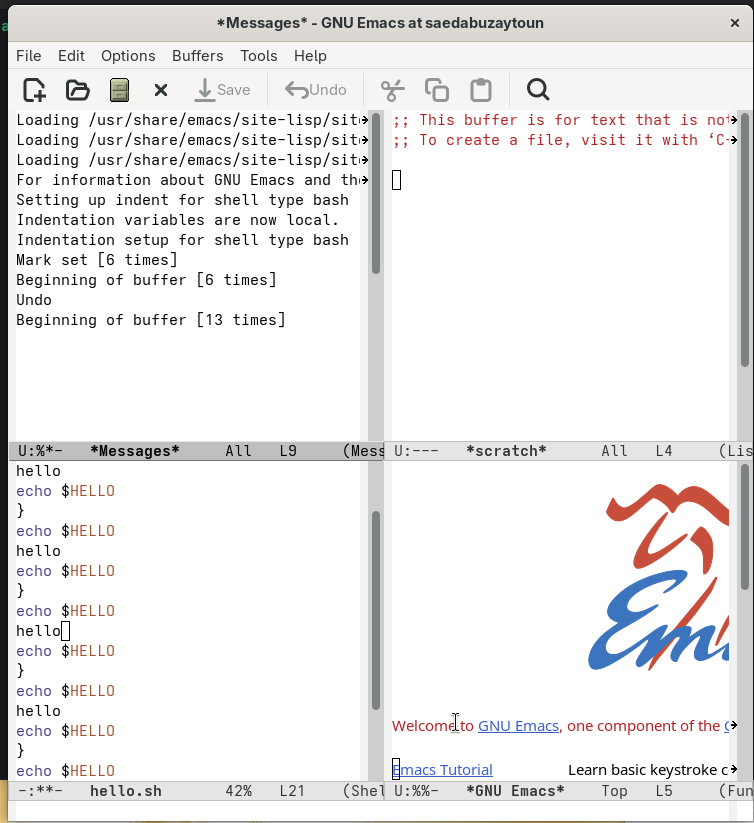 *Messages* - GNU Emacs at saedabuzaytoun
File Edit Options Buffers Tools Help
Save Undo
Loading /usr/share/emacs/site-lisp/site
Loading /usr/share/emacs/site-lisp/site
Loading /usr/share/emacs/site-lisp/site
For information about GNU Emacs and the
Setting up indent for shell type bash
Indentation variables are now local.
Indentation setup for shell type bash
Mark set [6 times]
Beginning of buffer [6 times]
Undo
Beginning of buffer [13 times]
U:%*- *Messages* All L9 (Mess
;; This buffer is for text that is not
;; To create a file, visit it with ‘C-
U:--- *scratch* All L4 (Lis
hello
echo $HELLO
}
echo $HELLO
hello
echo $HELLO
}
echo $HELLO
hello
echo $HELLO
}
echo $HELLO
hello
echo $HELLO
}
echo $HELLO
-:**- hello.sh 42% L21 (Shel
Em
Welcome to GNU Emacs, one component of the G
Emacs Tutorial Learn basic keystroke c
U:%%- *GNU Emacs* Top L5 (Fun